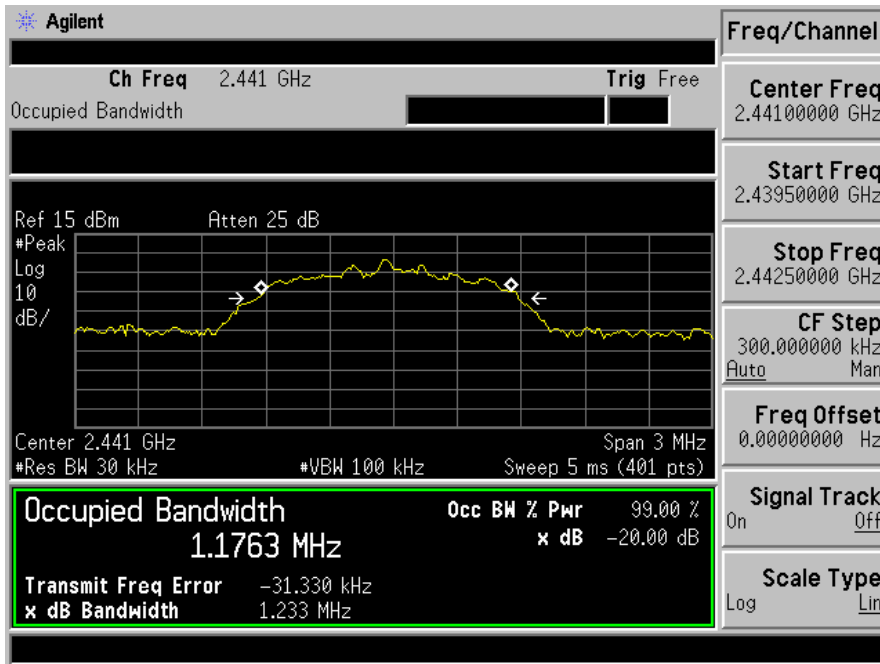 Agilent
Ch Freq 2.441 GHz Trig Free
Occupied Bandwidth
Ref 15 dBm Atten 25 dB
#Peak
Log
10
dB/
Center 2.441 GHz Span 3 MHz
#Res BW 30 kHz #VBW 100 kHz Sweep 5 ms (401 pts)
Occupied Bandwidth Occ BW % Pwr 99.00 %
1.1763 MHz x dB -20.00 dB
Transmit Freq Error -31.330 kHz
x dB Bandwidth 1.233 MHz
Freq/Channel
Center Freq
2.44100000 GHz
Start Freq
2.43950000 GHz
Stop Freq
2.44250000 GHz
CF Step
300.000000 kHz
Auto Man
Freq Offset
0.00000000 Hz
Signal Track
On Off
Scale Type
Log Lin